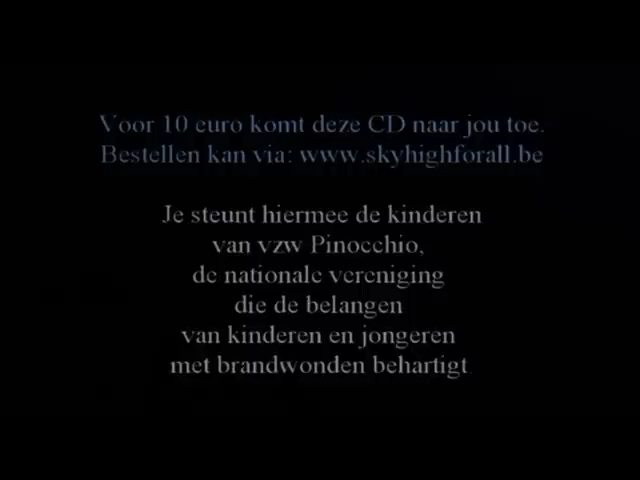 Voor 10 euro komt deze CD naar jou toe.
Bestellen kan via: www.skyhighforall.be
Je steunt hiermee de kinderen
van vzw Pinocchio,
de nationale vereniging
die de belangen
van kinderen en jongeren
met brandwonden behartigt